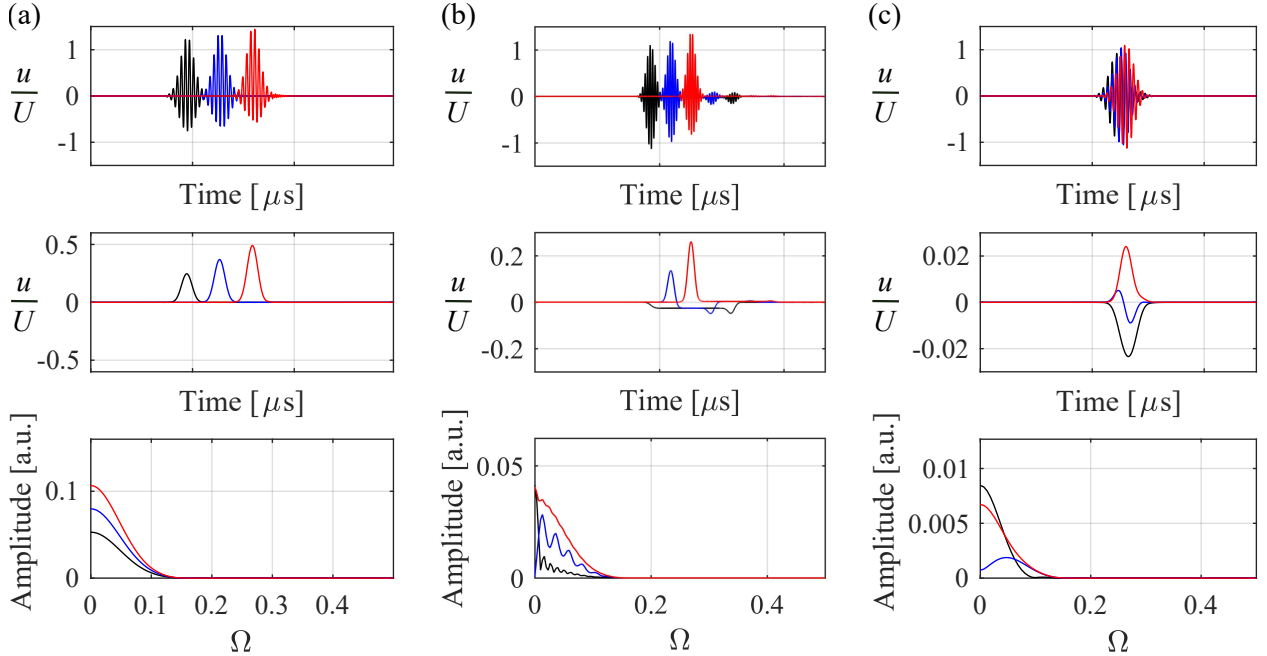 (a)
1
0
-1
u
U
Time [μs]
0.5
0
-0.5
u
U
Time [μs]
Amplitude [a.u.]
0.1
0
0 0.1 0.2 0.3 0.4
Ω
(b)
1
0
-1
u
U
Time [μs]
0.2
0
-0.2
u
U
Time [μs]
Amplitude [a.u.]
0.05
0
0 0.2 0.4
Ω
(c)
1
0
-1
u
U
Time [μs]
0.02
0
-0.02
u
U
Time [μs]
Amplitude [a.u.]
0.01
0.005
0
0 0.2 0.4
Ω